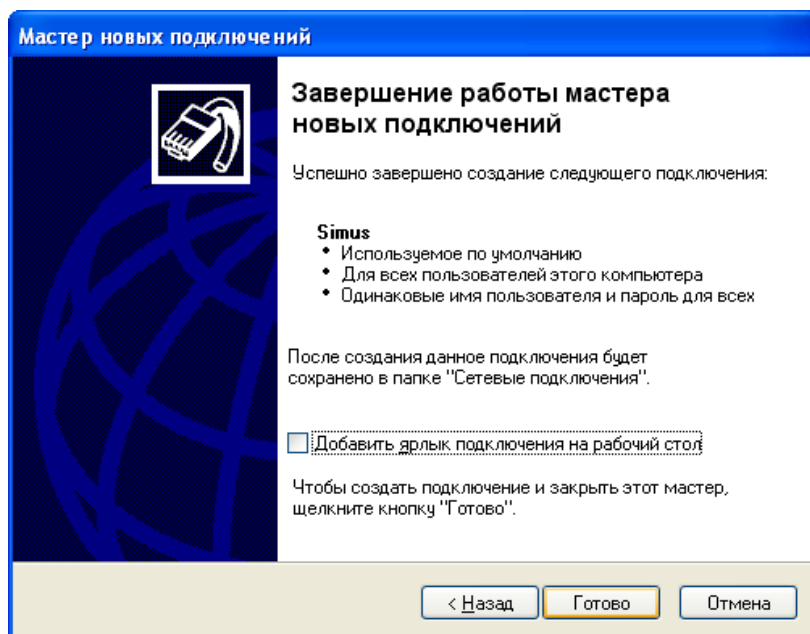 Мастер новых подключений
Завершение работы мастера
новых подключений
Успешно завершено создание следующего подключения:
Simus
• Используемое по умолчанию
• Для всех пользователей этого компьютера
• Одинаковые имя пользователя и пароль для всех
После создания данное подключения будет
сохранено в папке "Сетевые подключения".
Добавить ярлык подключения на рабочий стол
Чтобы создать подключение и закрыть этот мастер,
щелкните кнопку "Готово".
< Назад Готово Отмена